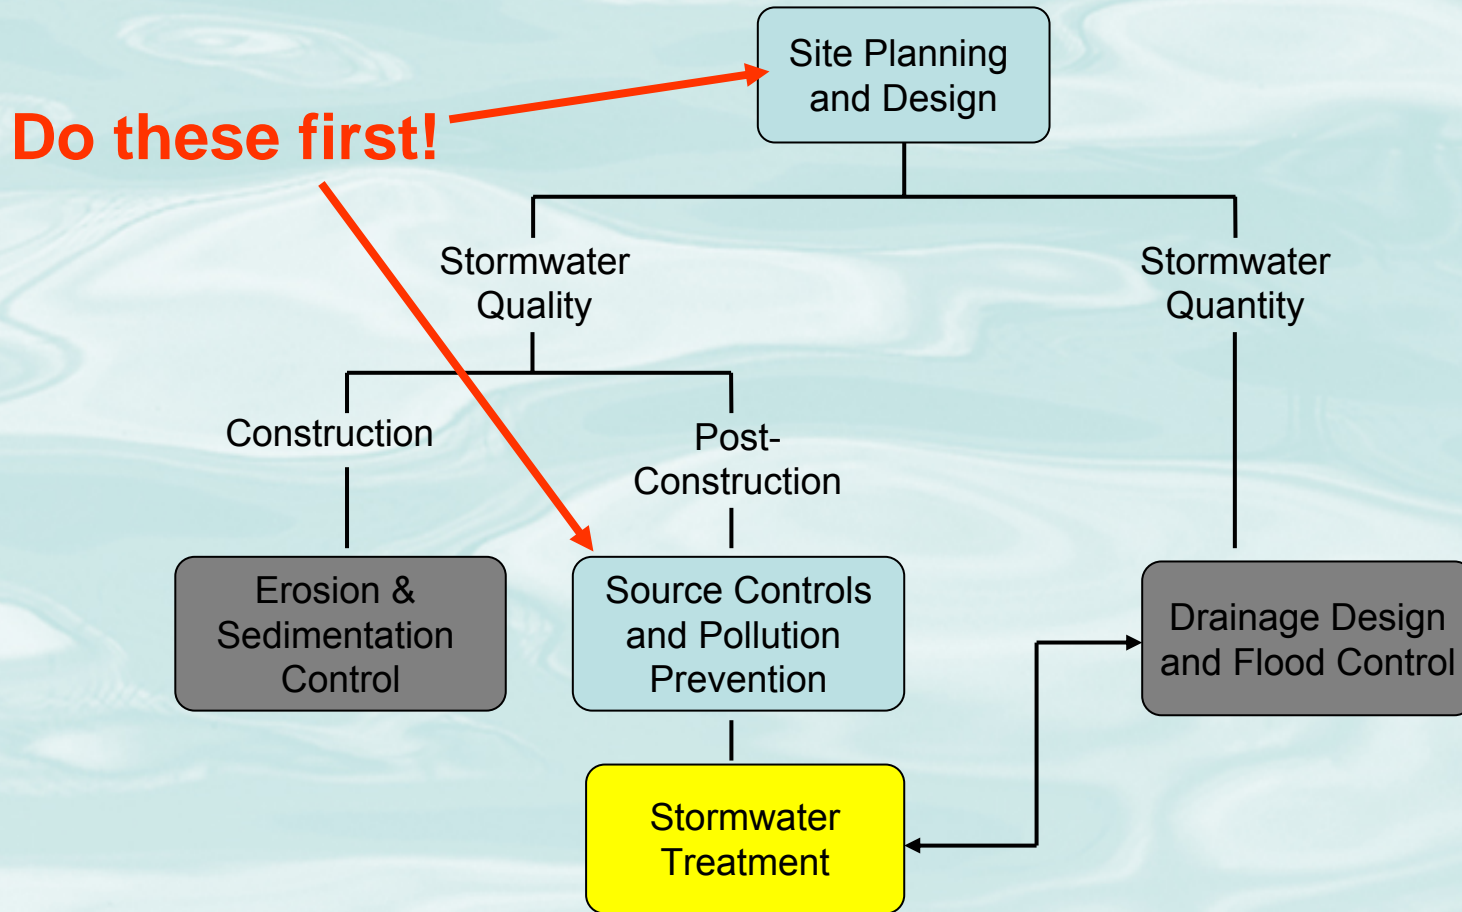 Site Planning
and Design
Do these first!
Stormwater
Quality
Stormwater
Quantity
Construction
Post-
Construction
Erosion &
Sedimentation
Control
Source Controls
and Pollution
Prevention
Drainage Design
and Flood Control
Stormwater
Treatment